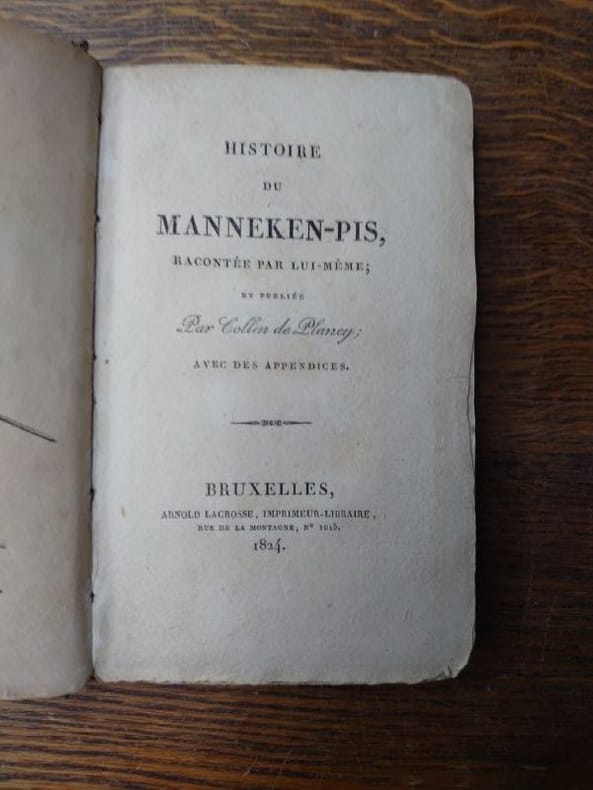 HISTOIRE
DU
MANNEKEN-PIS,
RACONTÉE PAR LUI-MÊME;
ET PUBLIÉE
Par Collin de Plancy;
AVEC DES APPENDICES.
BRUXELLES,
ARNOLD LACROSSE, IMPRIMEUR-LIBRAIRE,
RUE DE LA MONTAGNE, N° 1015.
1824.